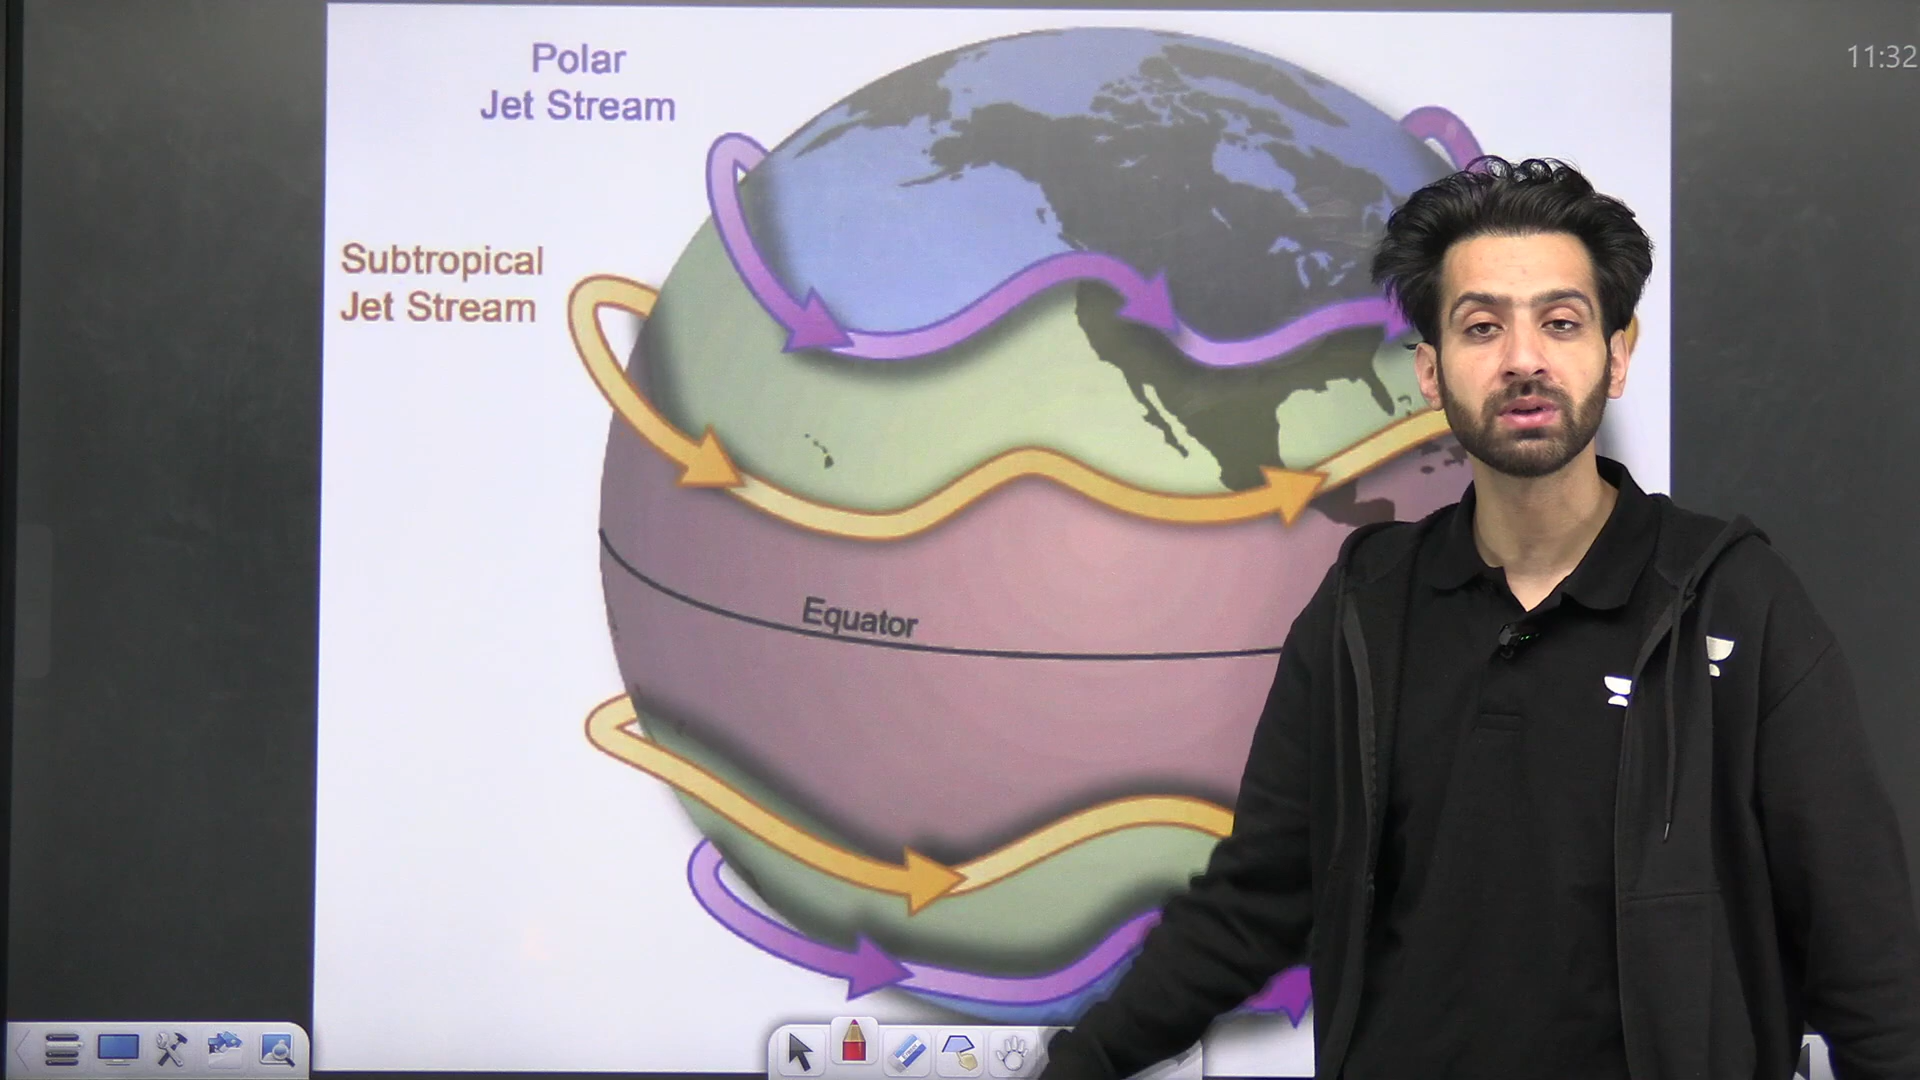 Polar
Jet Stream
11:32
Subtropical
Jet Stream
Equator